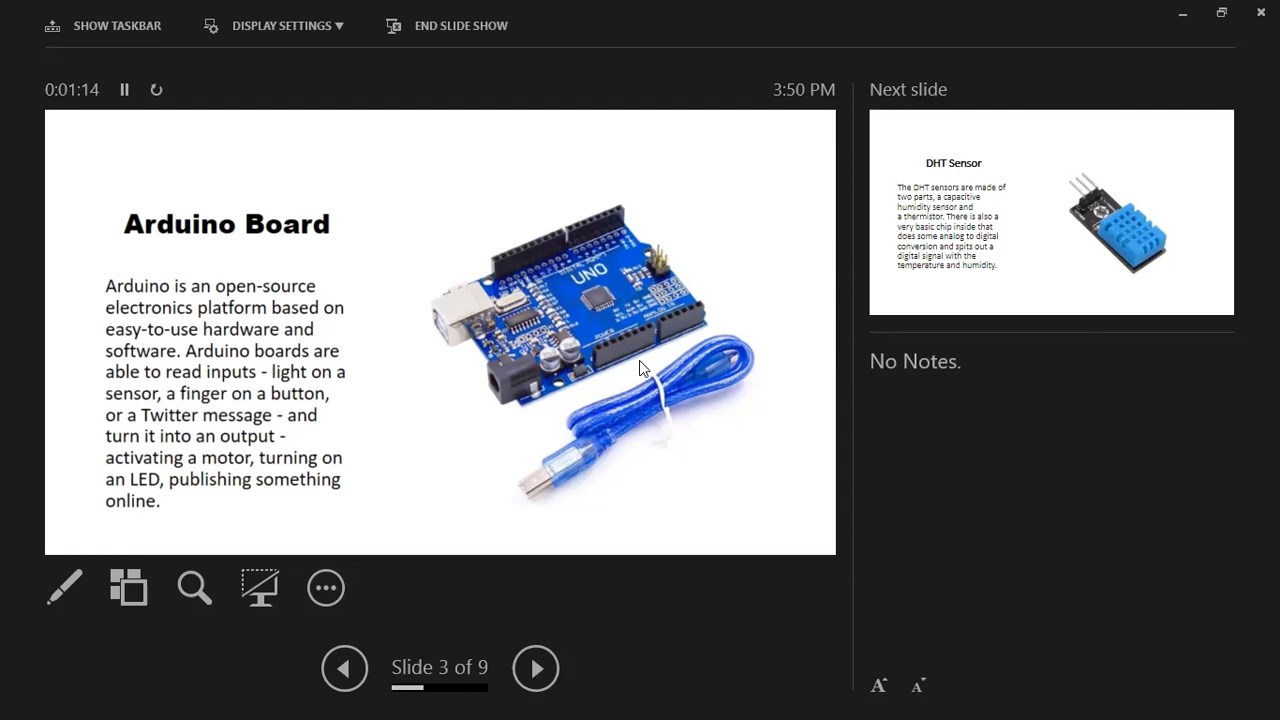 SHOW TASKBAR
DISPLAY SETTINGS ▼
END SLIDE SHOW
0:01:14
3:50 PM
Next slide
Arduino Board
Arduino is an open-source
electronics platform based on
easy-to-use hardware and
software. Arduino boards are
able to read inputs - light on a
sensor, a finger on a button,
or a Twitter message - and
turn it into an output -
activating a motor, turning on
an LED, publishing something
online.
UNO
POWER
ANALOG IN
DHT Sensor
The DHT sensors are made of
two parts, a capacitive
humidity sensor and
a thermistor. There is also a
very basic chip inside that
does some analog to digital
conversion and spits out a
digital signal with the
temperature and humidity.
No Notes.
Slide 3 of 9
A A